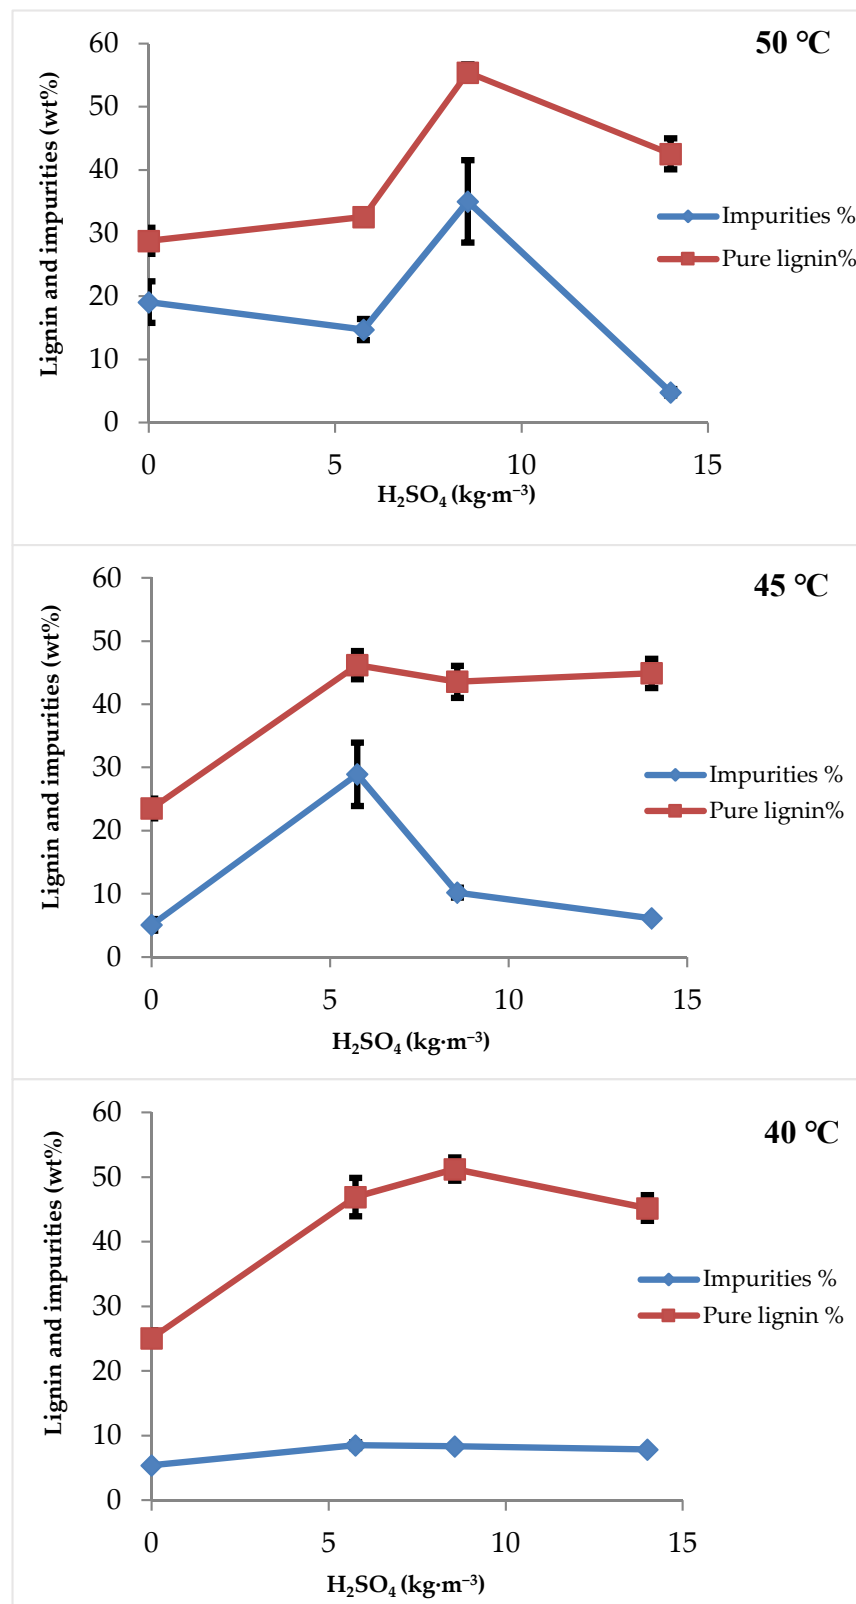 50 °C
60
50
40
30
20
10
0
Lignin and impurities (wt%)
Impurities %
Pure lignin%
0 5 10 15
H₂SO₄ (kg·m⁻³)
45 °C
60
50
40
30
20
10
0
Lignin and impurities (wt%)
Impurities %
Pure lignin%
0 5 10 15
H₂SO₄ (kg·m⁻³)
40 °C
60
50
40
30
20
10
0
Lignin and impurities (wt%)
Impurities %
Pure lignin %
0 5 10 15
H₂SO₄ (kg·m⁻³)